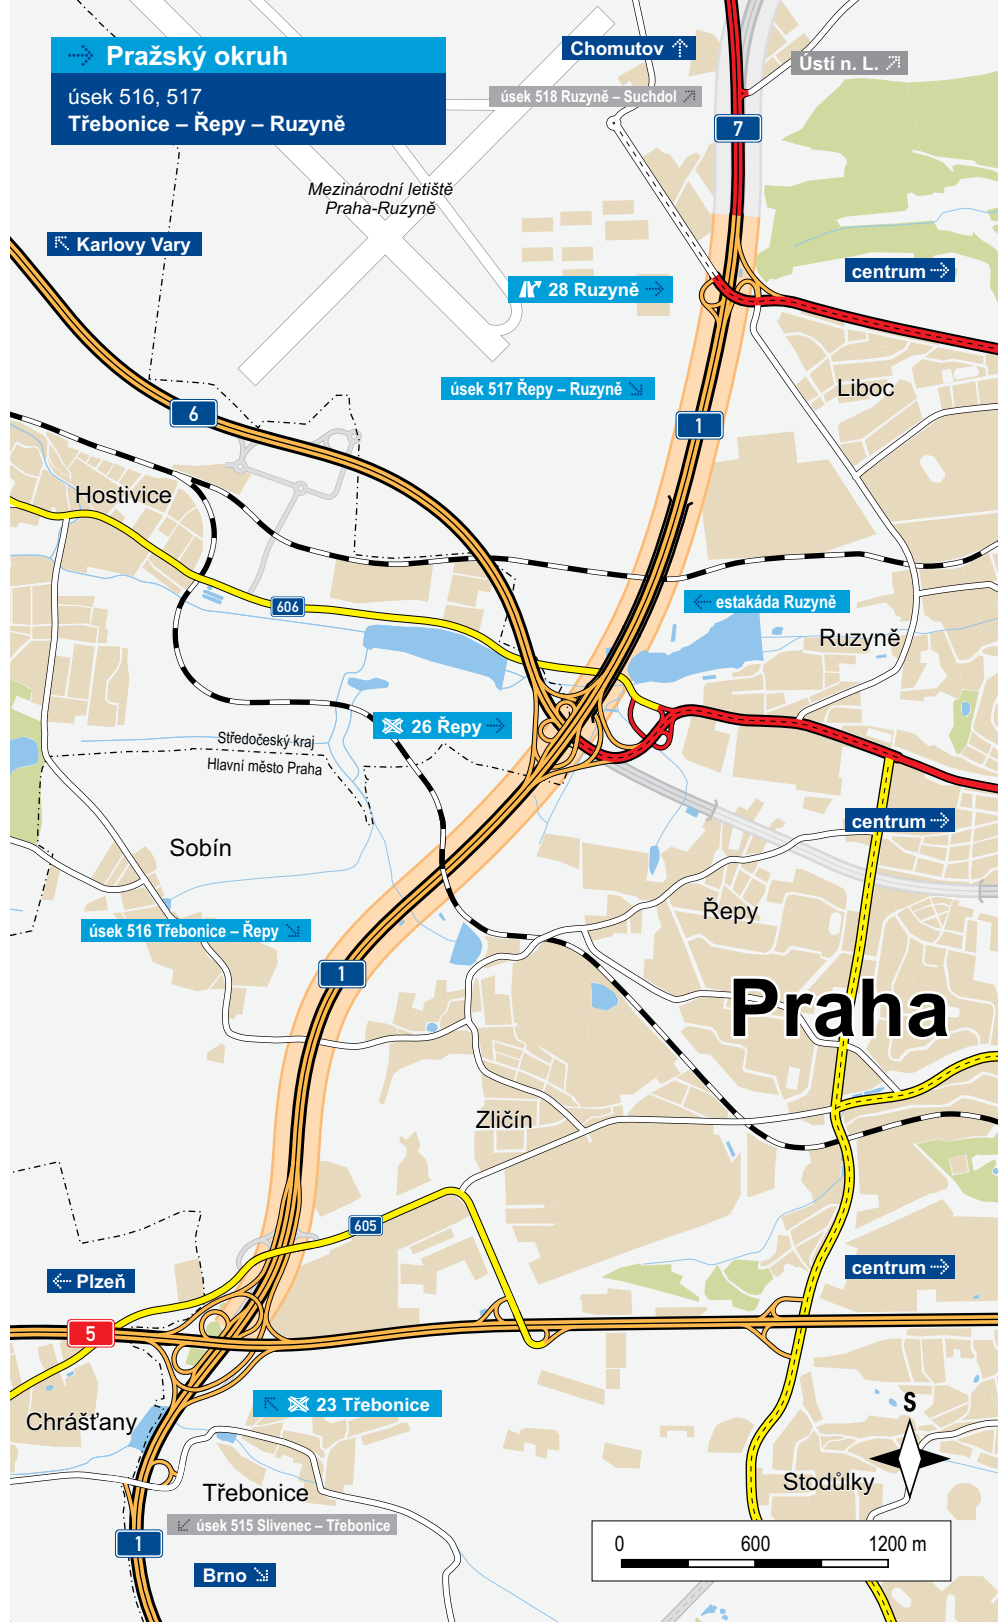 Pražský okruh
úsek 516, 517
Třebonice – Řepy – Ruzyně
Chomutov
Ústí n. L.
úsek 518 Ruzyně – Suchdol
7
Mezinárodní letiště
Praha-Ruzyně
Karlovy Vary
centrum
28 Ruzyně
úsek 517 Řepy – Ruzyně
Liboc
6
1
Hostivice
606
estakáda Ruzyně
Ruzyně
26 Řepy
Středočeský kraj
Hlavní město Praha
centrum
Sobín
Řepy
úsek 516 Třebonice – Řepy
1
Praha
Zličín
605
centrum
Plzeň
5
23 Třebonice
Chrášťany
S
Stodůlky
Třebonice
úsek 515 Slivenec – Třebonice
1
0 600 1200 m
Brno